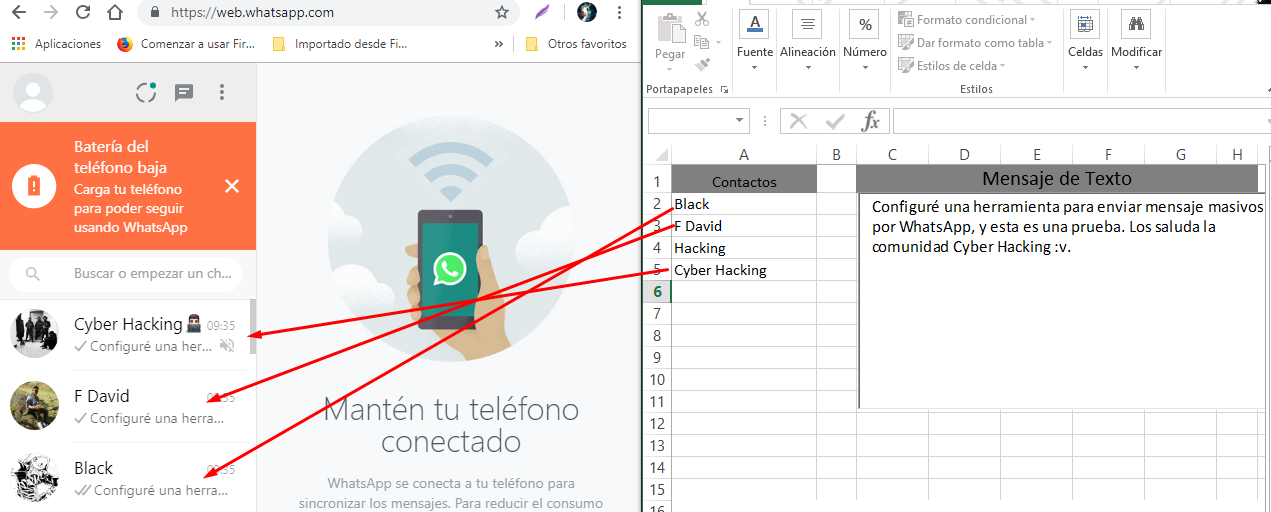 https://web.whatsapp.com
Aplicaciones
Comenzar a usar Fir...
Importado desde Fi...
»
Otros favoritos
Batería del
teléfono baja
Carga tu teléfono
para poder seguir
usando WhatsApp
Buscar o empezar un ch...
Cyber Hacking
09:35
Configuré una her...
F David
09:35
Configuré una herra...
Black
09:35
Configuré una herra...
Mantén tu teléfono
conectado
WhatsApp se conecta a tu teléfono para
sincronizar los mensajes. Para reducir el consumo
Pegar
Portapapeles
A
Fuente
Alineación
%
Número
Formato condicional
Dar formato como tabla
Estilos de celda
Estilos
Celdas
Modificar
fx
A B C D E F G H
1 Contactos Mensaje de Texto
2 Black
3 F David
4 Hacking
5 Cyber Hacking
Configuré una herramienta para enviar mensaje masivos
por WhatsApp, y esta es una prueba. Los saluda la
comunidad Cyber Hacking :v.
6
7
8
9
10
11
12
13
14
15
16